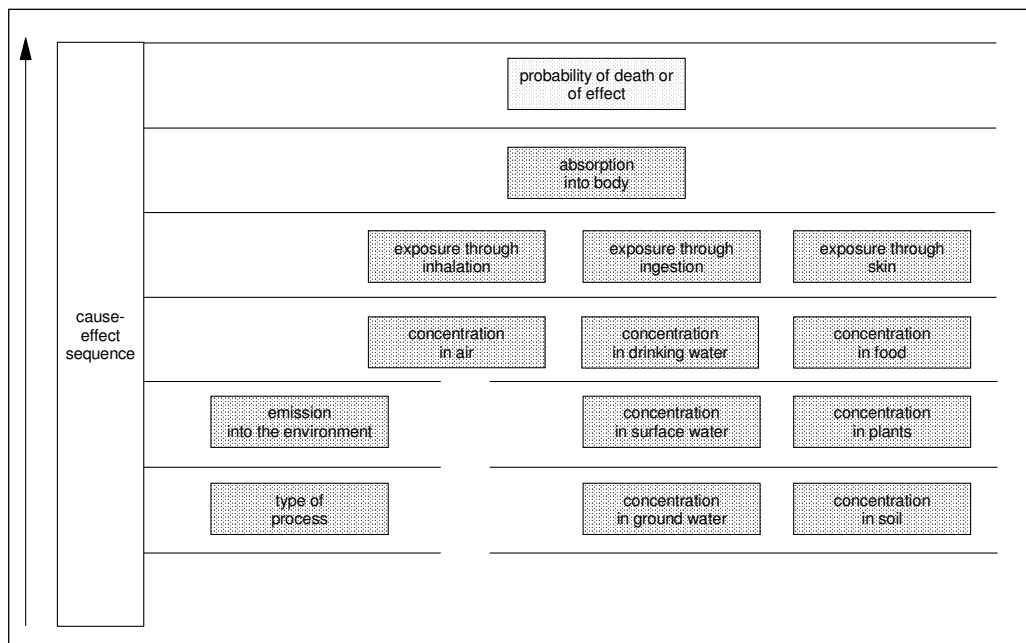 probability of death or
of effect
absorption
into body
exposure through
inhalation
exposure through
ingestion
exposure through
skin
cause-
effect
sequence
concentration
in air
concentration
in drinking water
concentration
in food
emission
into the environment
concentration
in surface water
concentration
in plants
type of
process
concentration
in ground water
concentration
in soil